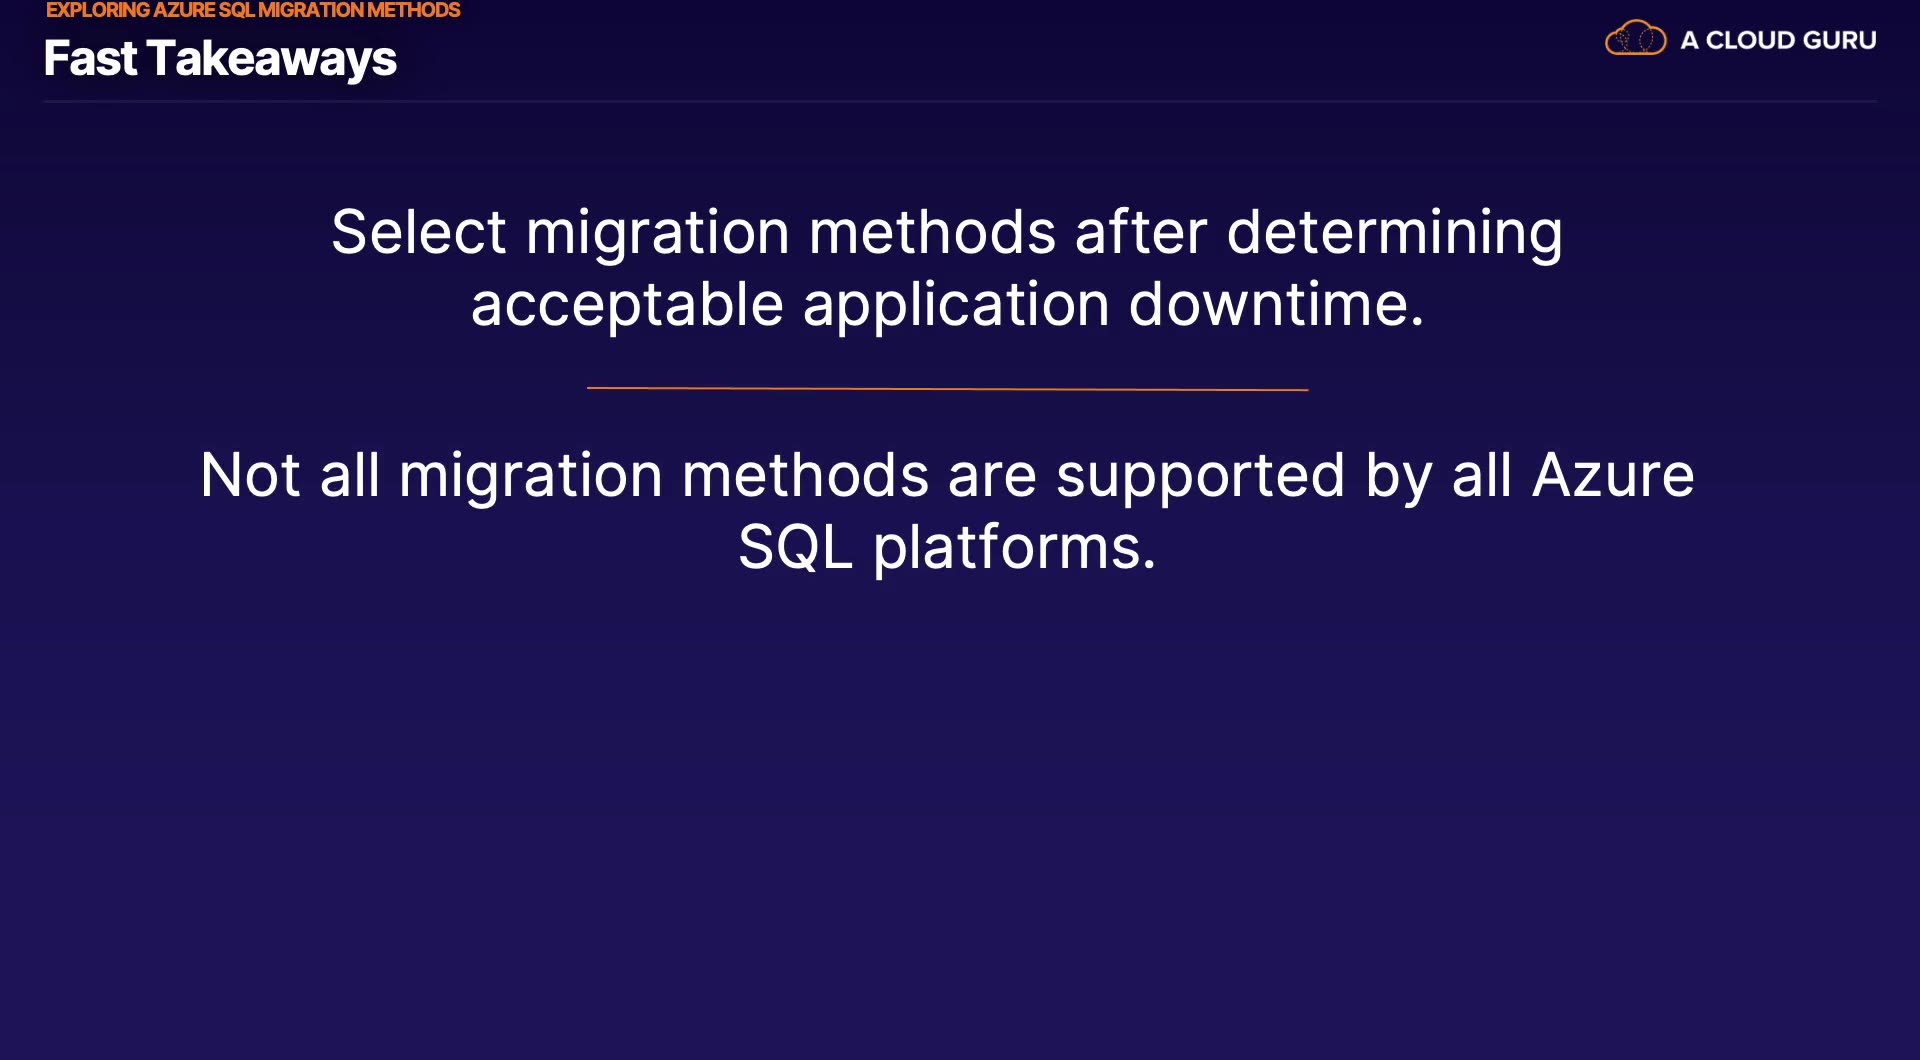 EXPLORING AZURE SQL MIGRATION METHODS
Fast Takeaways
A CLOUD GURU
Select migration methods after determining
acceptable application downtime.
Not all migration methods are supported by all Azure
SQL platforms.